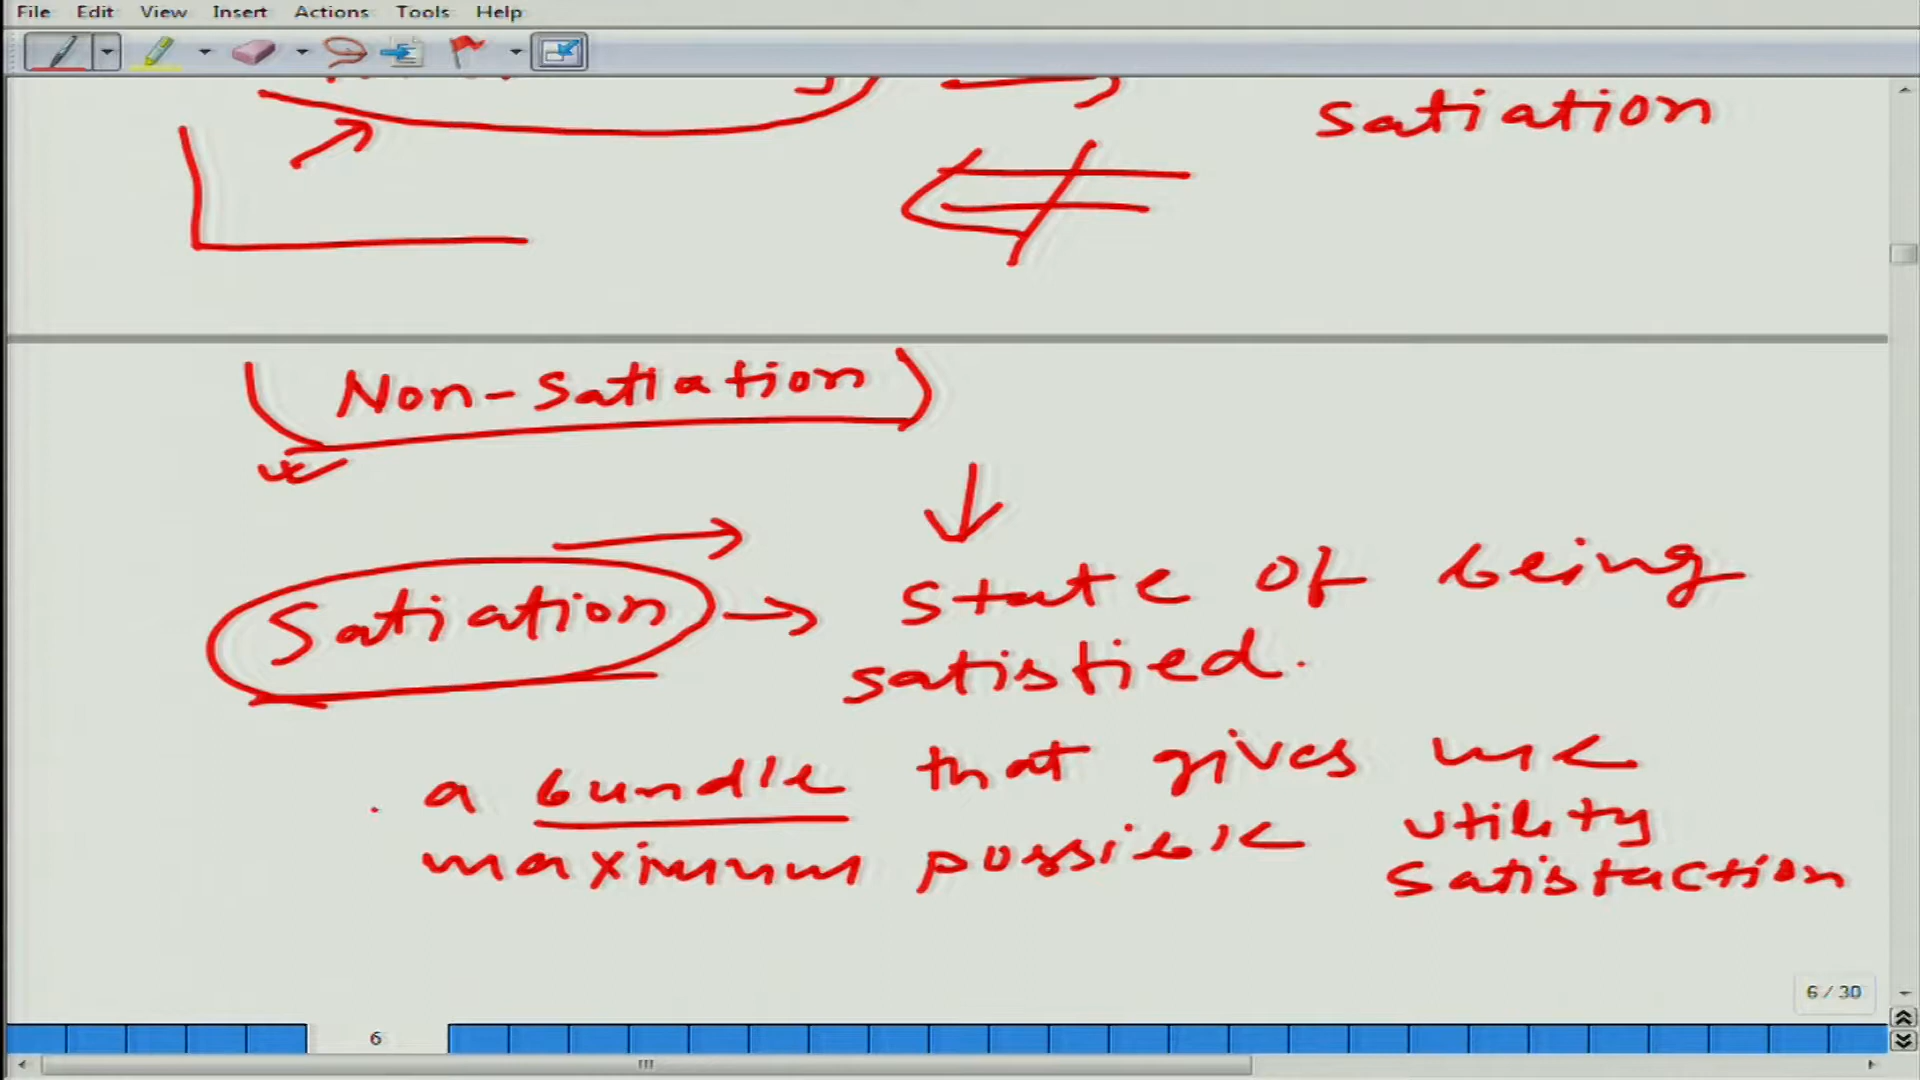 File Edit View Insert Actions Tools Help
satiation
Non-Satiation
Satiation → State of being
satisfied.
a bundle that gives me
maximum possible utility
satisfaction
6 / 30
6